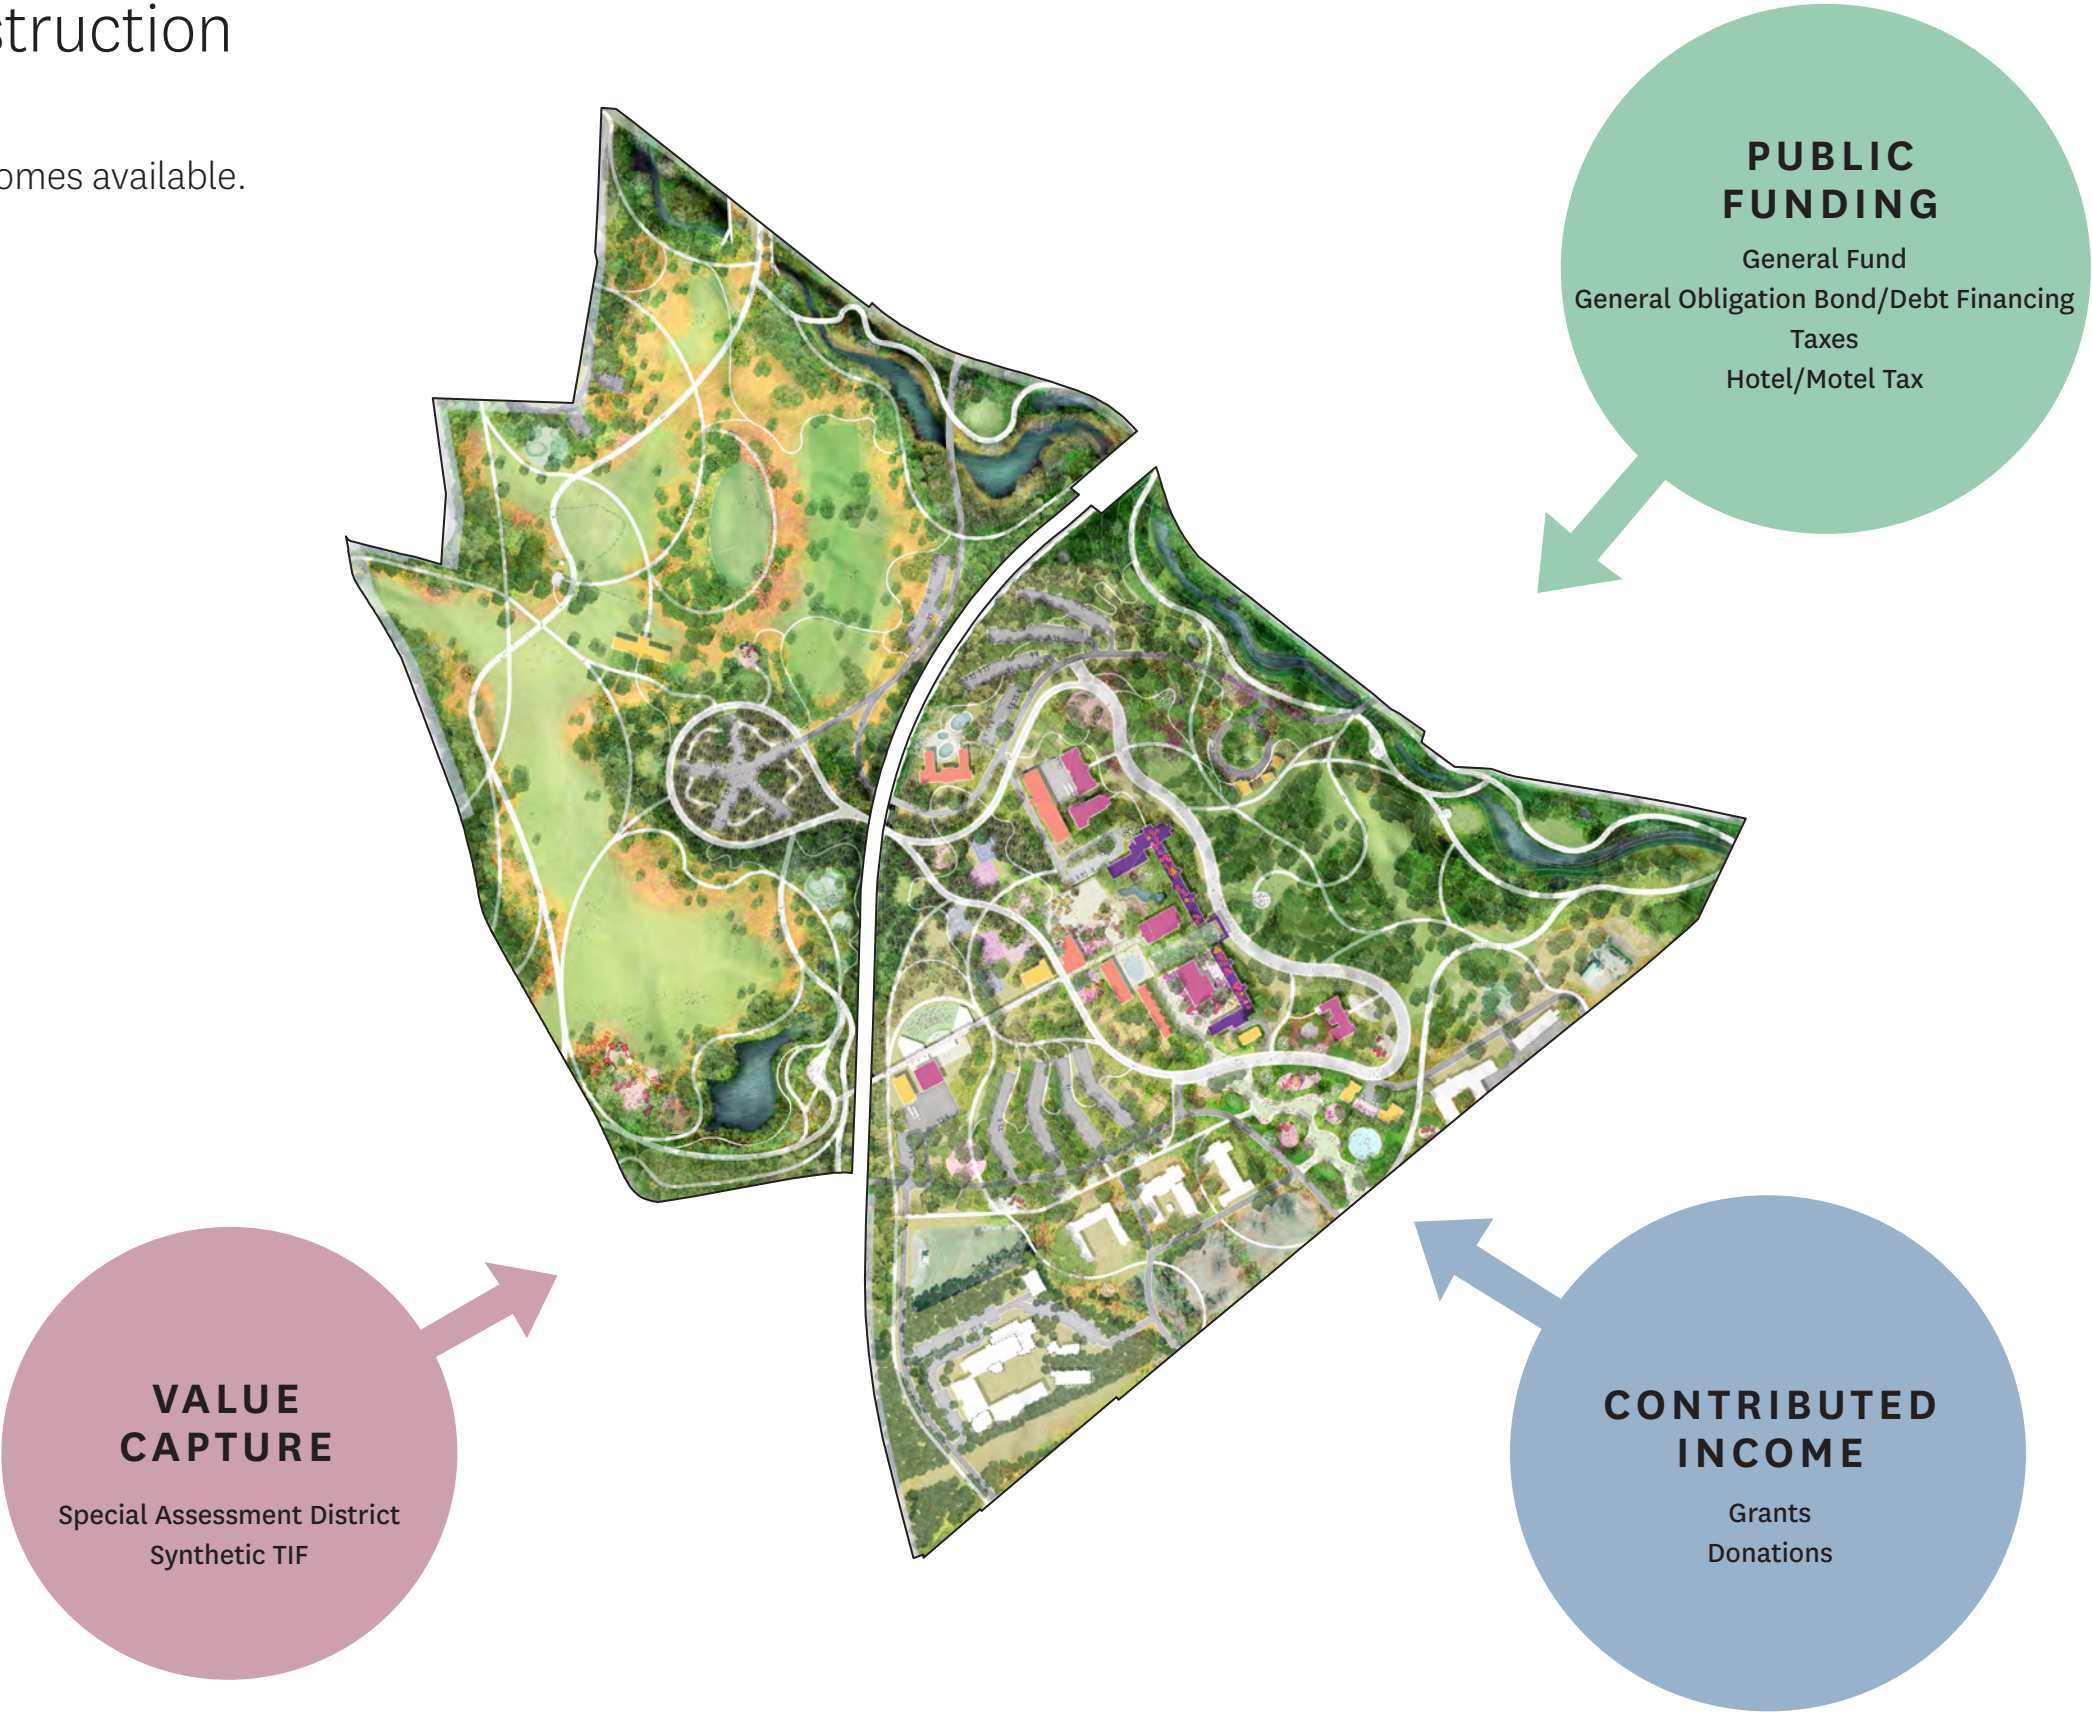 struction
omes available.
PUBLIC
FUNDING
General Fund
General Obligation Bond/Debt Financing
Taxes
Hotel/Motel Tax
VALUE
CAPTURE
Special Assessment District
Synthetic TIF
CONTRIBUTED
INCOME
Grants
Donations